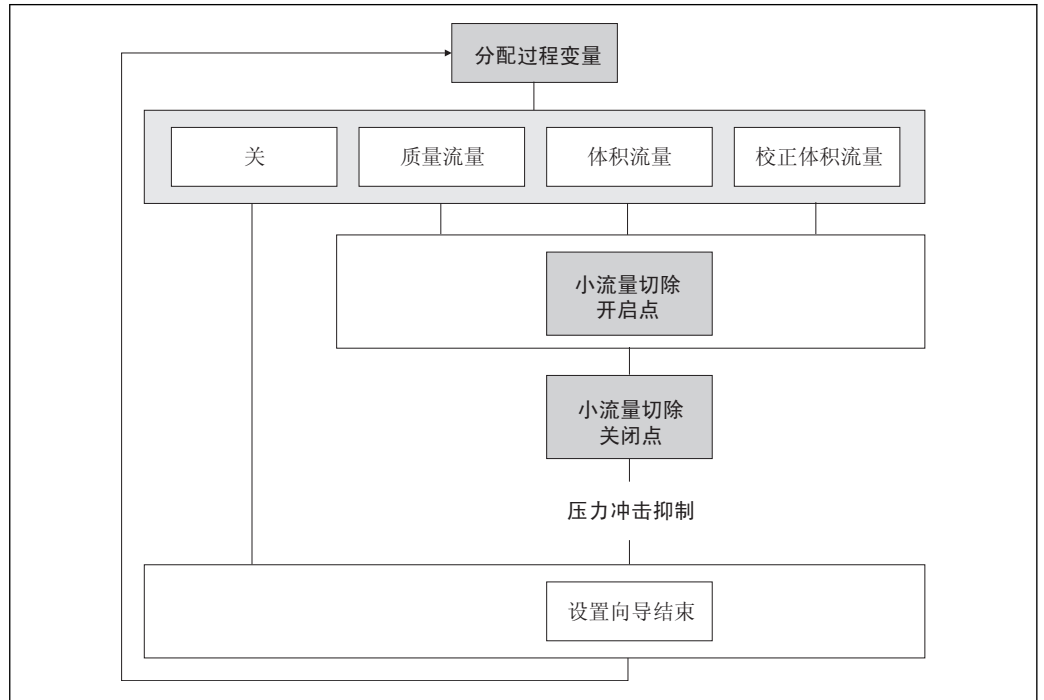 分配过程变量
关
质量流量
体积流量
校正体积流量
小流量切除
开启点
小流量切除
关闭点
压力冲击抑制
设置向导结束